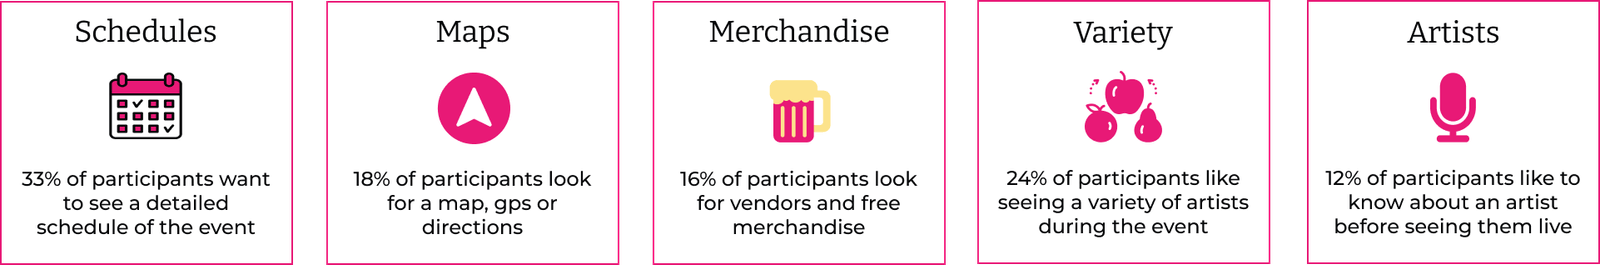 Schedules
33% of participants want
to see a detailed
schedule of the event
Maps
18% of participants look
for a map, gps or
directions
Merchandise
16% of participants look
for vendors and free
merchandise
Variety
24% of participants like
seeing a variety of artists
during the event
Artists
12% of participants like to
know about an artist
before seeing them live